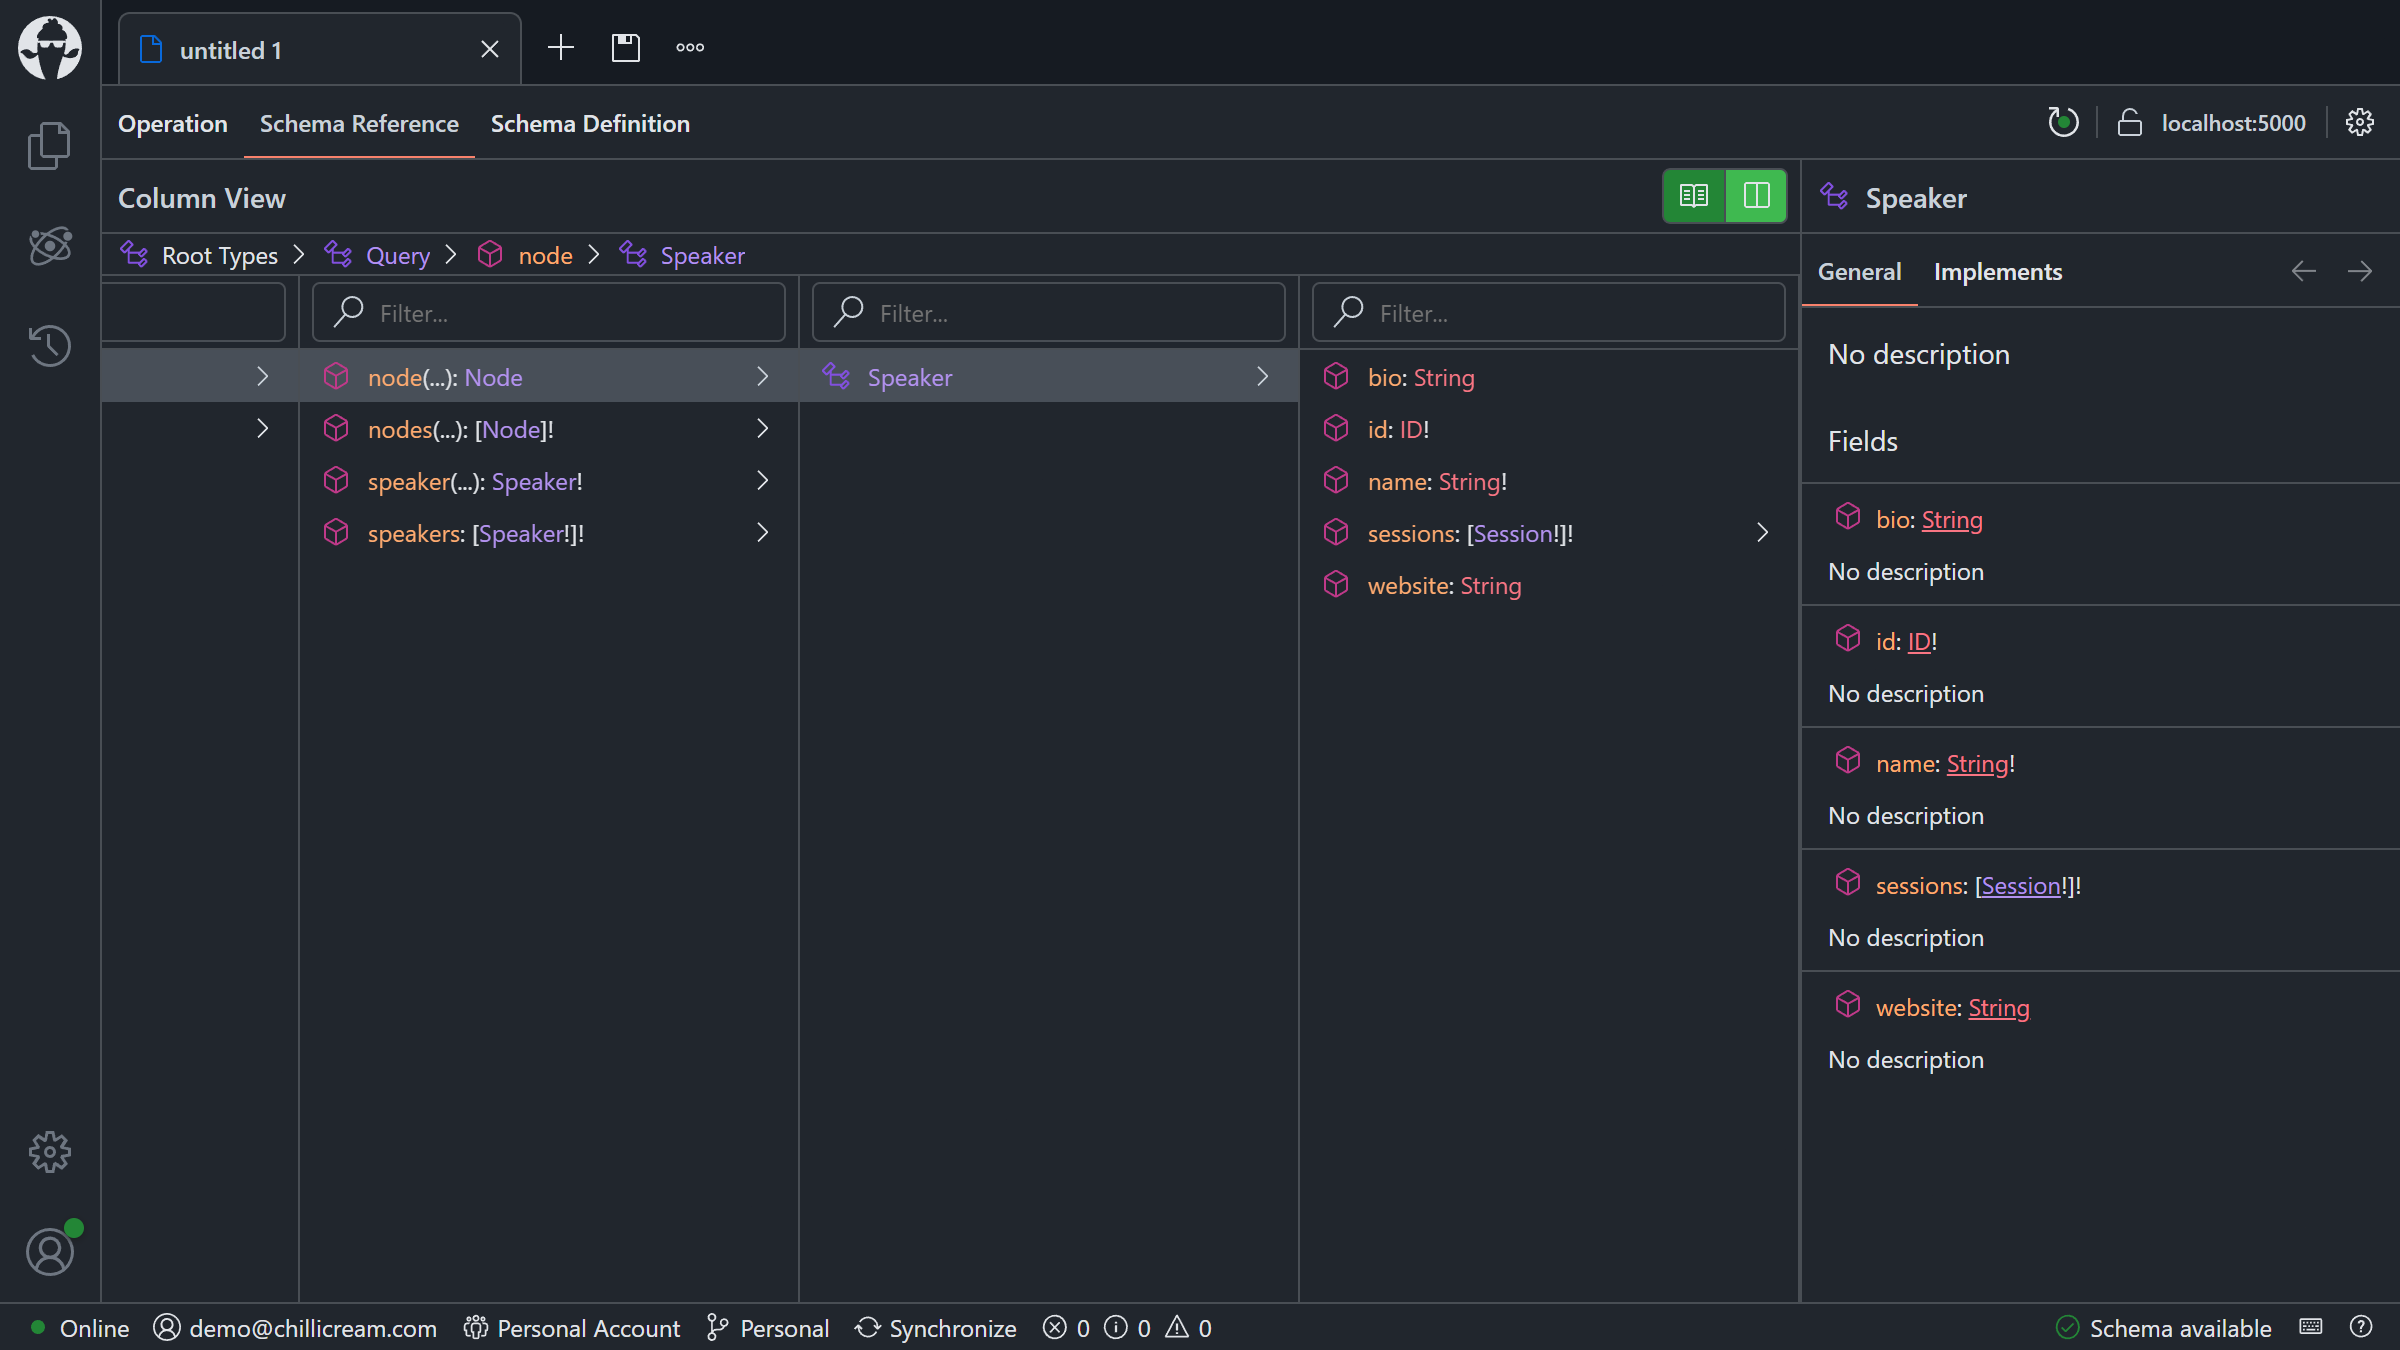 untitled 1
Operation Schema Reference Schema Definition
localhost:5000
Column View
Root Types Query node Speaker
Filter... Filter... Filter...
node(...): Node
nodes(...): [Node]!
speaker(...): Speaker!
speakers: [Speaker!]!
Speaker
bio: String
id: ID!
name: String!
sessions: [Session!]!
website: String
Speaker
General Implements
No description
Fields
bio: String
No description
id: ID!
No description
name: String!
No description
sessions: [Session!]!
No description
website: String
No description
Online demo@chillicream.com Personal Account Personal Synchronize 0 0 0 Schema available